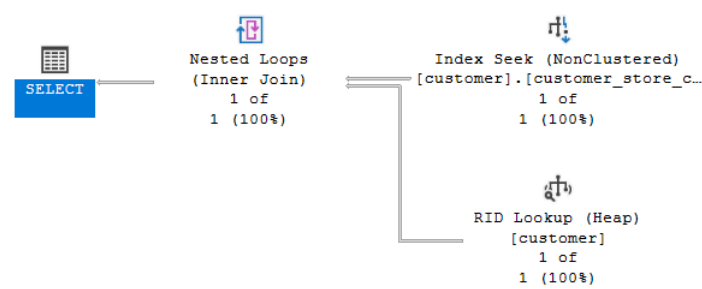 SELECT
Nested Loops
(Inner Join)
1 of
1 (100%)
Index Seek (NonClustered)
[customer].[customer_store_c…
1 of
1 (100%)
RID Lookup (Heap)
[customer]
1 of
1 (100%)